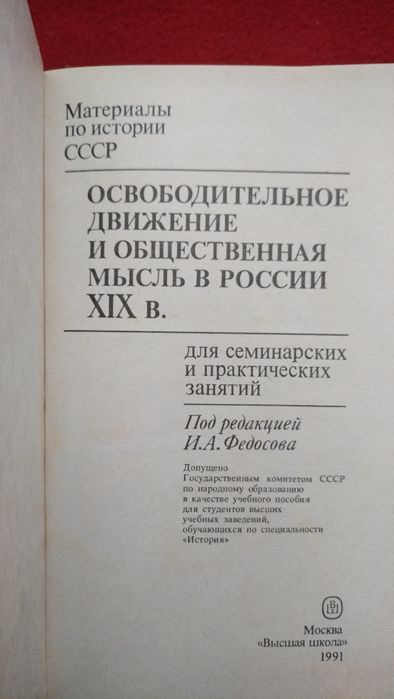 Материалы
по истории
СССР
ОСВОБОДИТЕЛЬНОЕ
ДВИЖЕНИЕ
И ОБЩЕСТВЕННАЯ
МЫСЛЬ В РОССИИ
XIX В.
для семинарских
и практических
занятий
Под редакцией
И.А.Федосова
Допущено
Государственным комитетом СССР
по народному образованию
в качестве учебного пособия
для студентов высших
учебных заведений,
обучающихся по специальности
«История»
ВШ
Москва
«Высшая школа»
1991